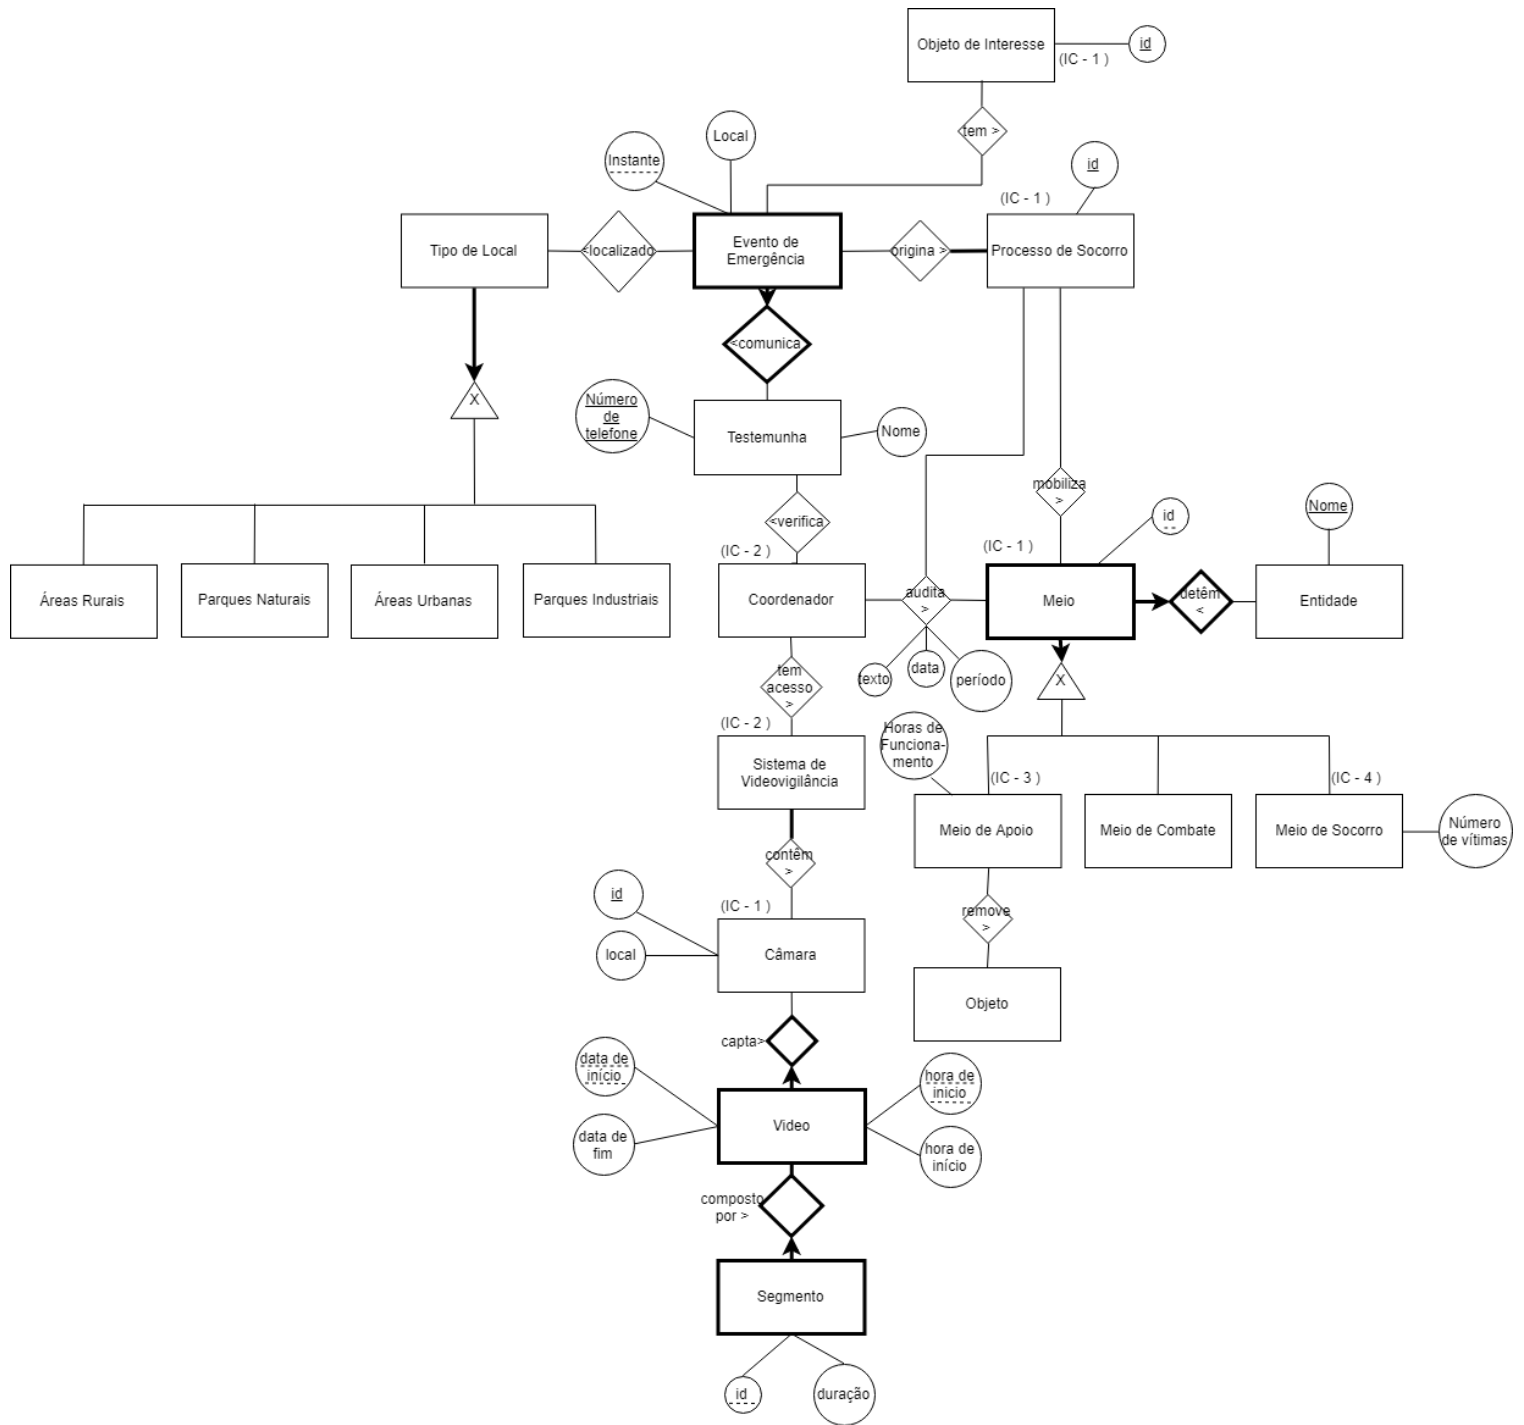 Objeto de Interesse
id
(IC - 1 )
tem >
Local
Instante
id
(IC - 1 )
Tipo de Local
<localizado
Evento de
Emergência
origina >
Processo de Socorro
<comunica
X
Número
de
telefone
Testemunha
Nome
mobiliza
>
<verifica
id
Nome
(IC - 2 )
(IC - 1 )
Áreas Rurais
Parques Naturais
Áreas Urbanas
Parques Industriais
Coordenador
audita
>
Meio
detêm
<
Entidade
tem
acesso
>
texto
data
período
X
(IC - 2 )
Horas de
Funciona-
mento
Sistema de
Videovigilância
(IC - 3 )
(IC - 4 )
Meio de Apoio
Meio de Combate
Meio de Socorro
Número
de vítimas
contêm
>
id
(IC - 1 )
remove
>
local
Câmara
Objeto
capta>
data de
início
hora de
inicio
Video
data de
fim
hora de
início
composto
por >
Segmento
id
duração